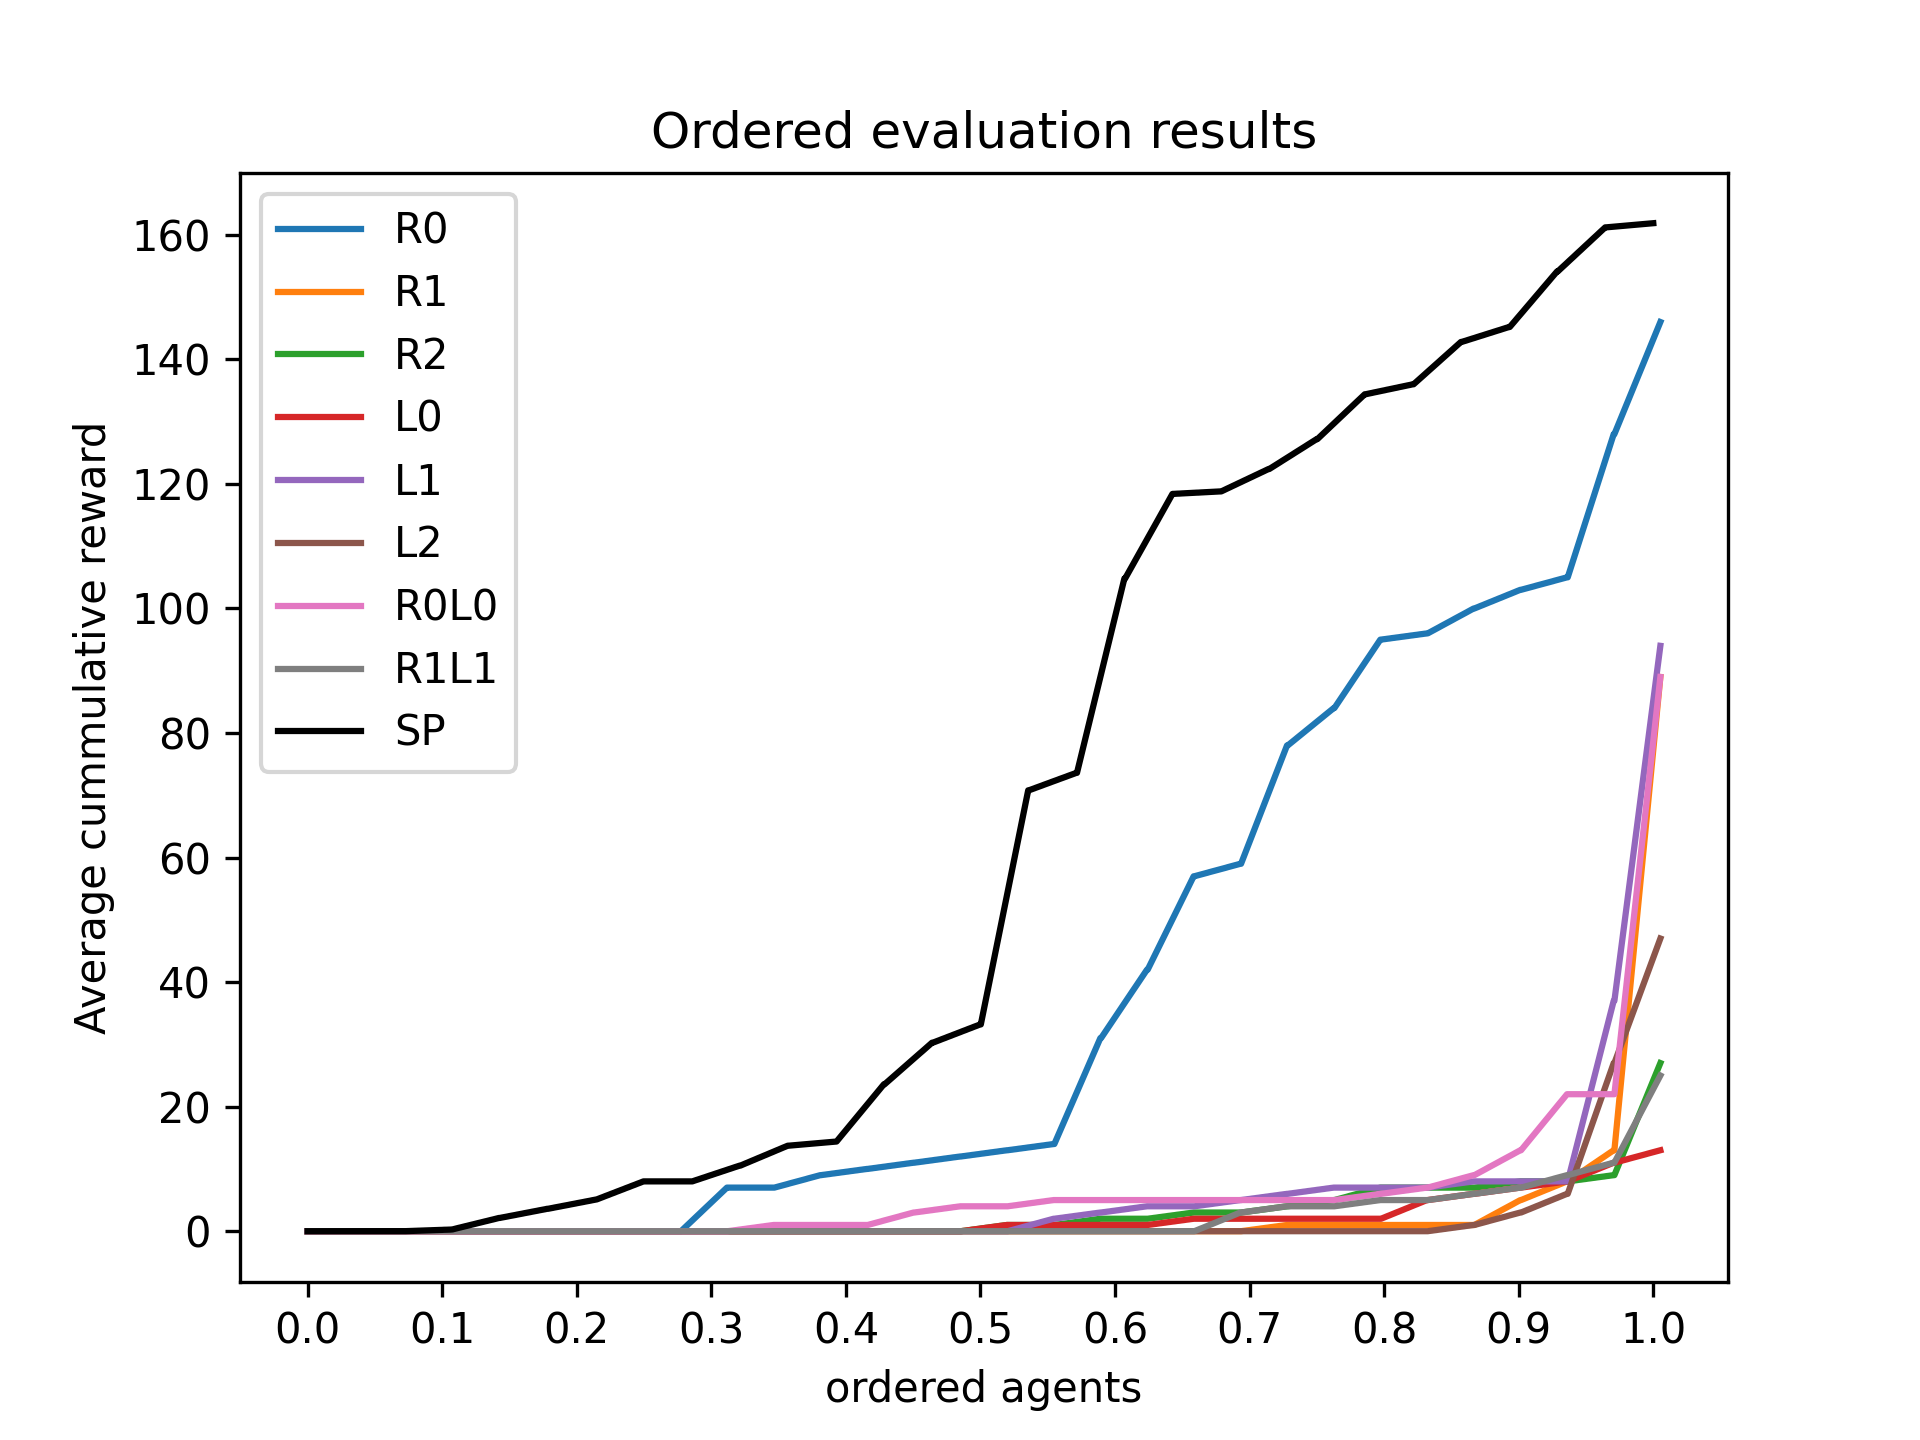 Ordered evaluation results
R0
R1
R2
L0
L1
L2
R0L0
R1L1
SP
Average cummulative reward
160
140
120
100
80
60
40
20
0
0.0 0.1 0.2 0.3 0.4 0.5 0.6 0.7 0.8 0.9 1.0
ordered agents